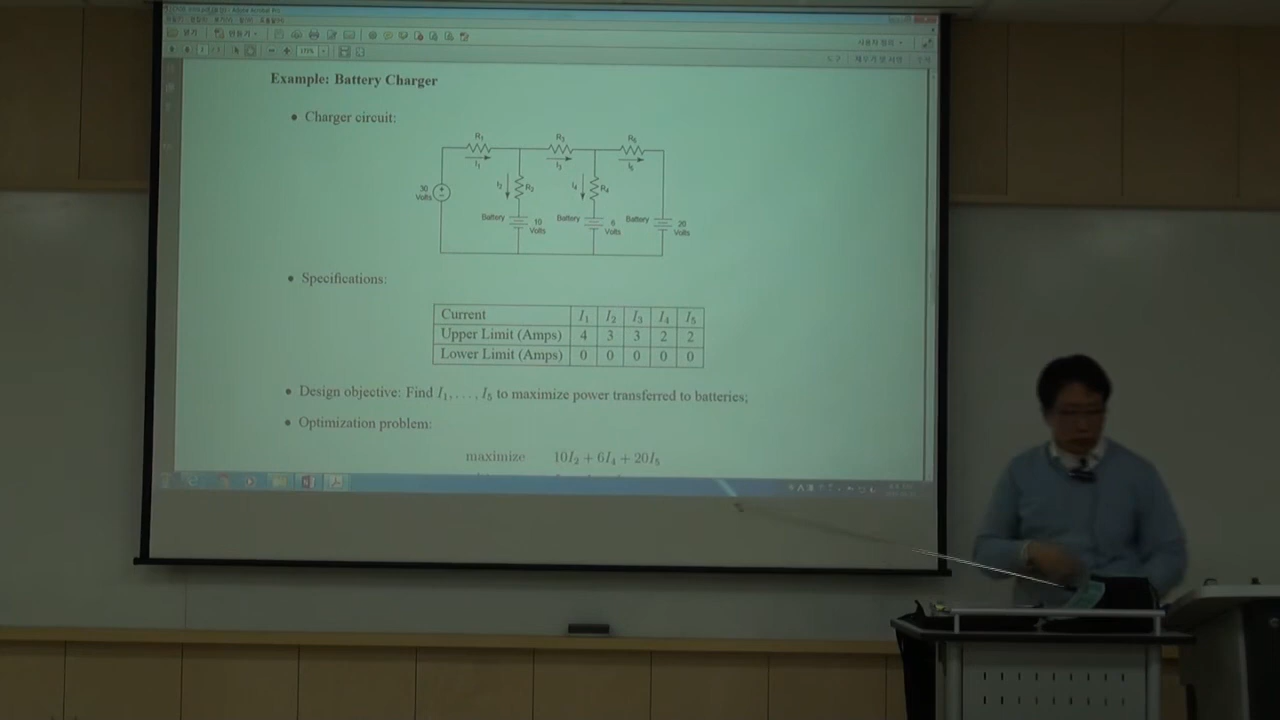 Example: Battery Charger
• Charger circuit:
R₁ R₃ R₅
I₁ I₃ I₅
I₂ R₂ I₄ R₄
30
Volts
Battery 10 Volts
Battery 6 Volts
Battery 20 Volts
• Specifications:
Current I₁ I₂ I₃ I₄ I₅
Upper Limit (Amps) 4 3 3 2 2
Lower Limit (Amps) 0 0 0 0 0
• Design objective: Find I₁, . . . , I₅ to maximize power transferred to batteries;
• Optimization problem:
maximize 10I₂ + 6I₄ + 20I₅